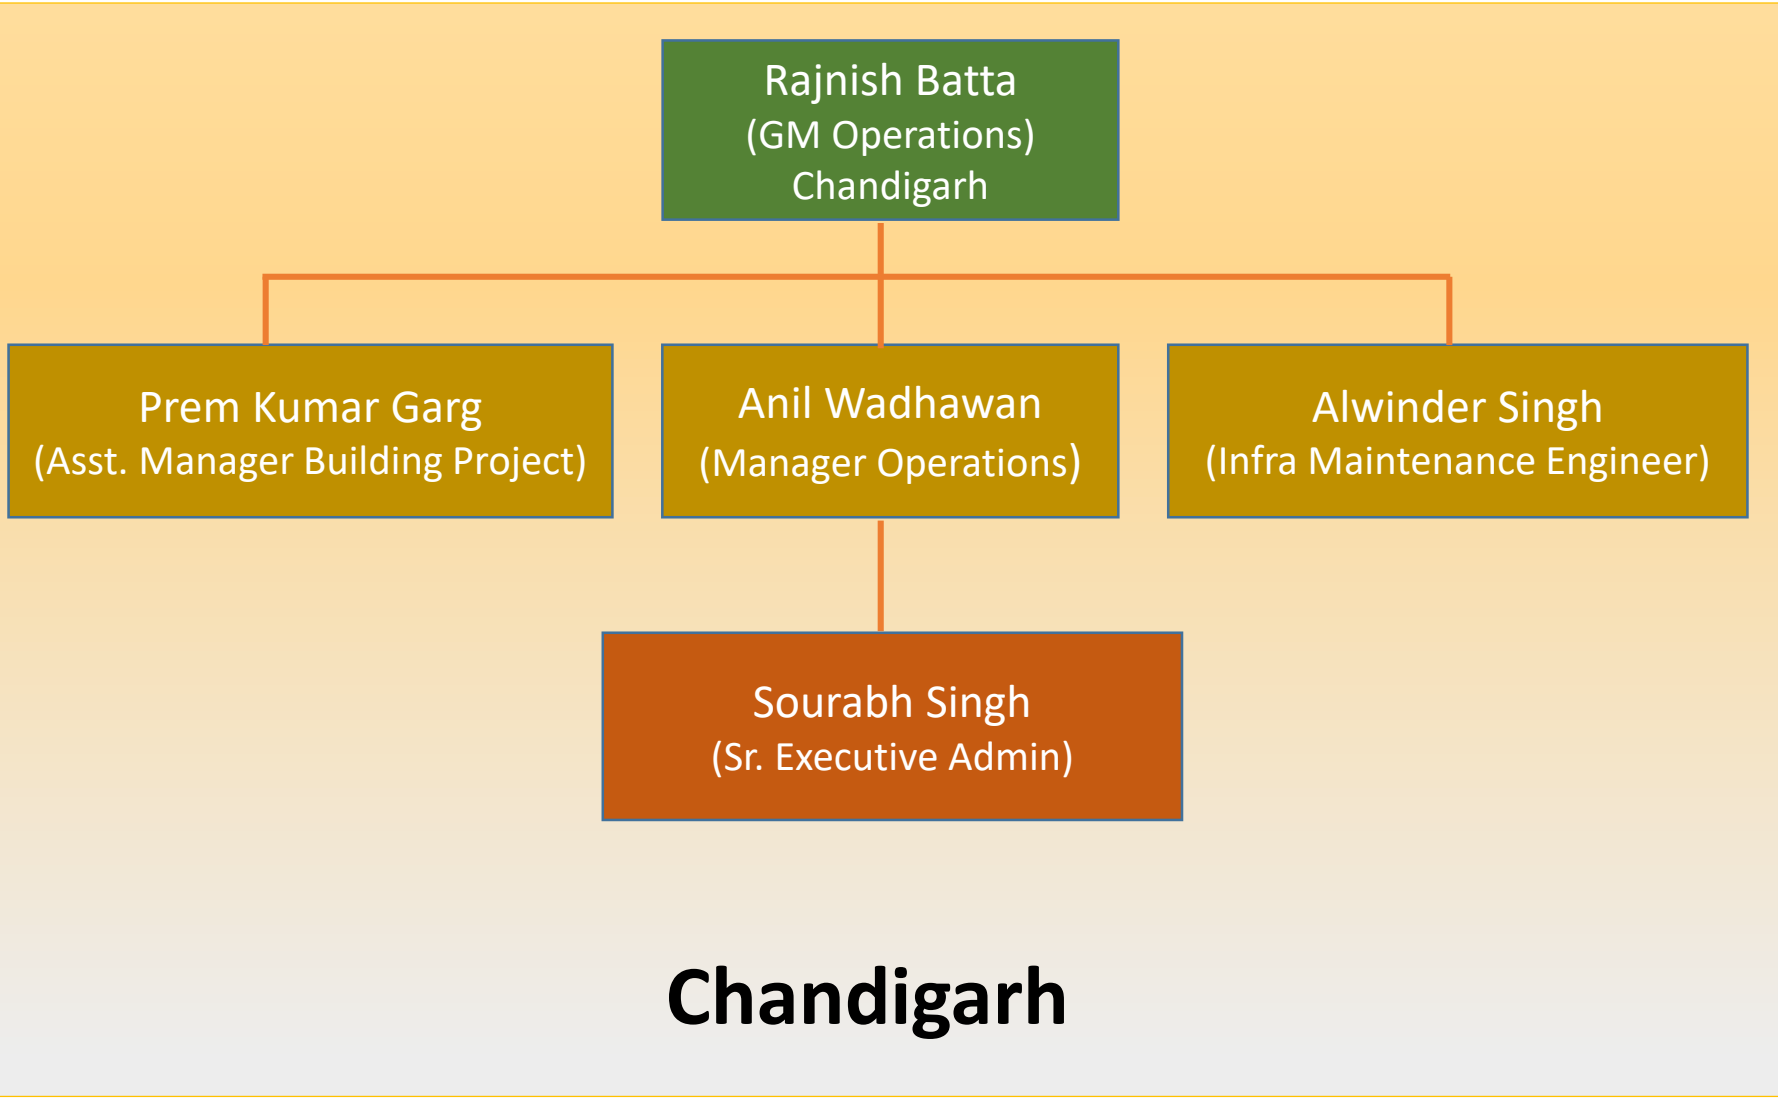 Rajnish Batta
(GM Operations)
Chandigarh
Prem Kumar Garg
(Asst. Manager Building Project)
Anil Wadhawan
(Manager Operations)
Alwinder Singh
(Infra Maintenance Engineer)
Sourabh Singh
(Sr. Executive Admin)
Chandigarh